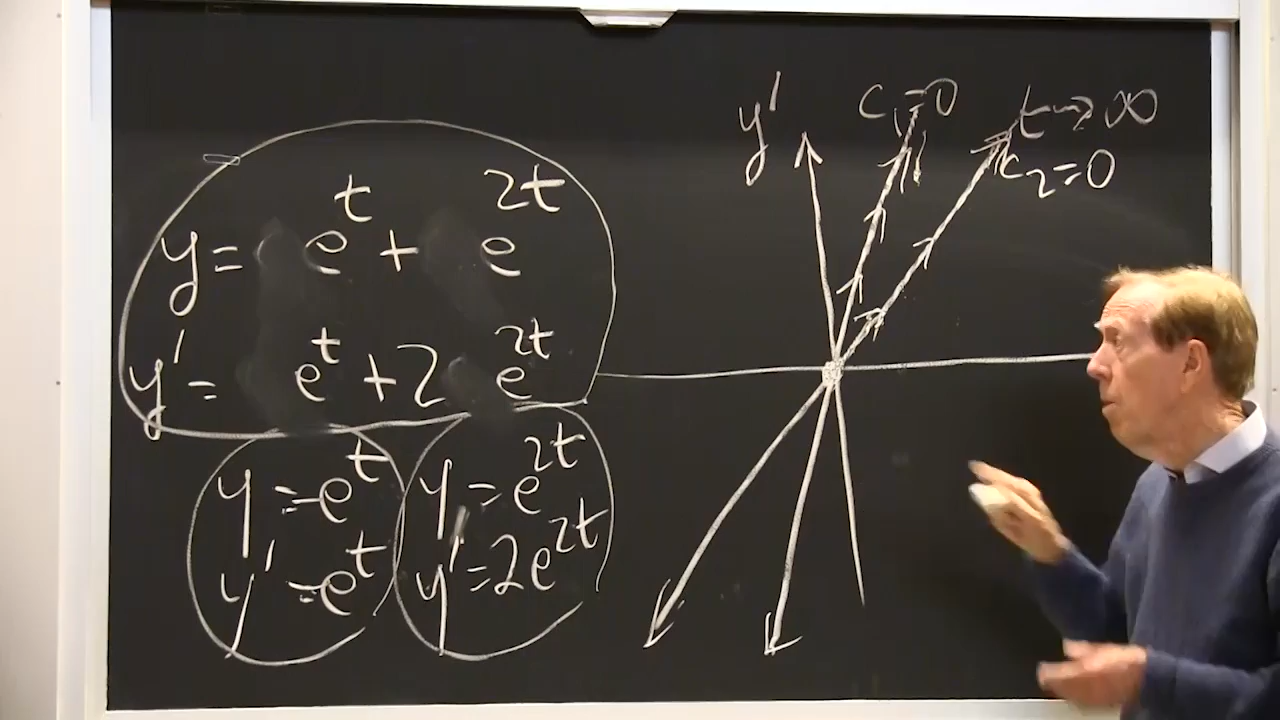 y = e^t + e^{2t}
y' = e^t + 2 e^{2t}
y = -e^t
y' = -e^t
y = e^{2t}
y' = 2e^{2t}
y'
c₁=0
t→∞
c₂=0